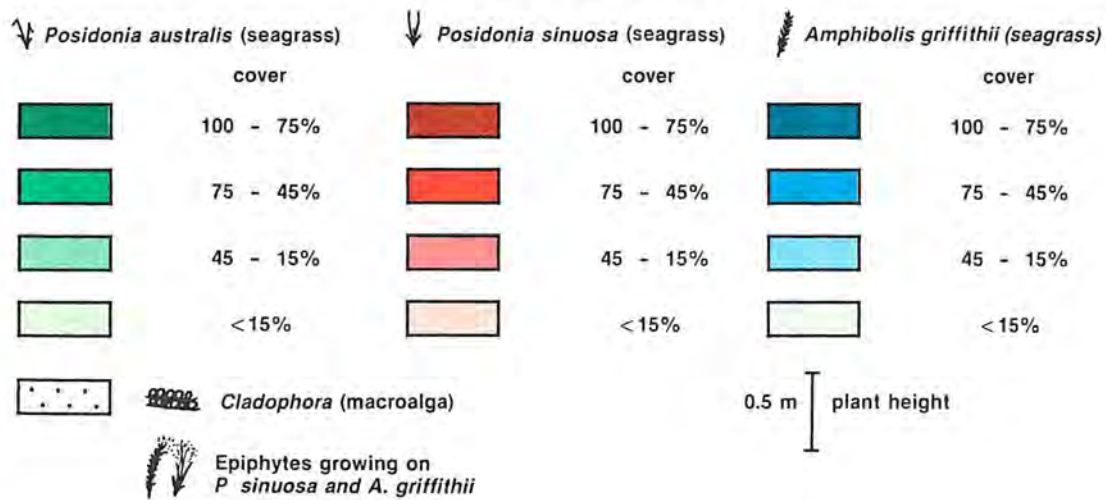 Posidonia australis (seagrass) Posidonia sinuosa (seagrass) Amphibolis griffithii (seagrass)
cover cover cover
100 - 75% 100 - 75% 100 - 75%
75 - 45% 75 - 45% 75 - 45%
45 - 15% 45 - 15% 45 - 15%
<15% <15% <15%
Cladophora (macroalga) 0.5 m plant height
Epiphytes growing on
P sinuosa and A. griffithii